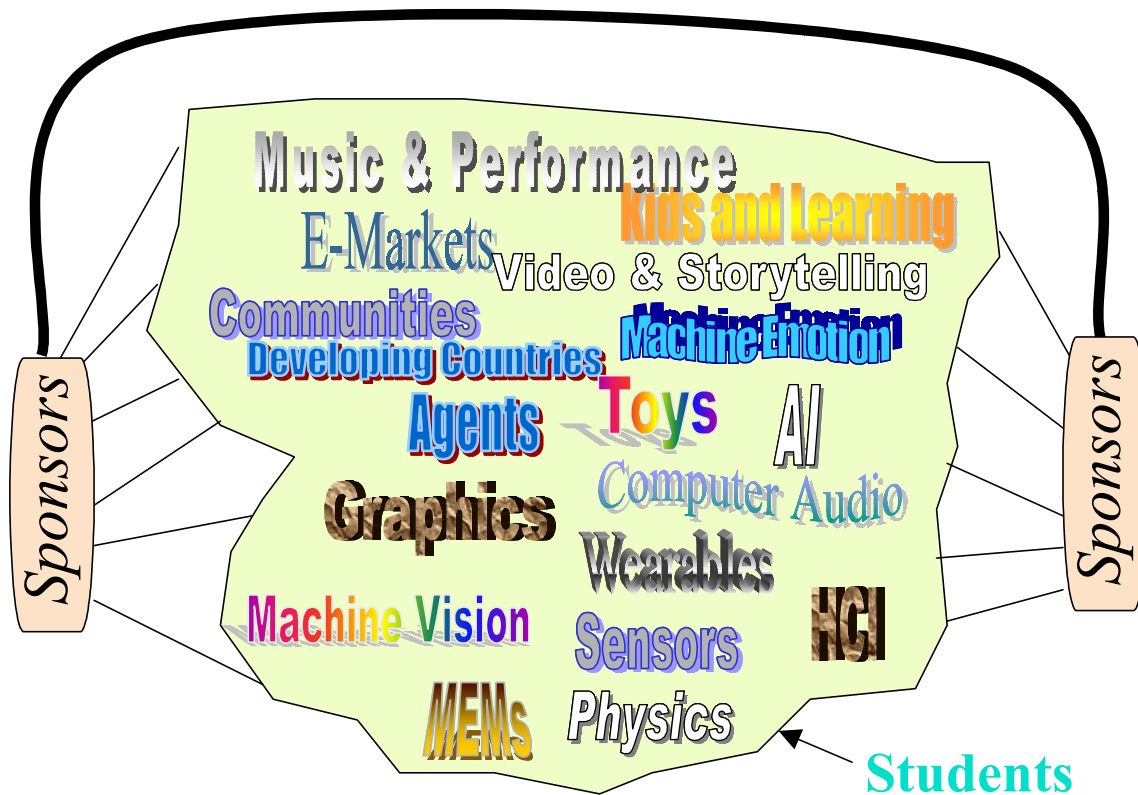 Music & Performance
Kids and Learning
E-Markets
Video & Storytelling
Communities
Machine Emotion
Developing Countries
Toys
Agents
AI
Computer Audio
Graphics
Wearables
HCI
Machine Vision
Sensors
MEMs
Physics
Sponsors
Sponsors
Students